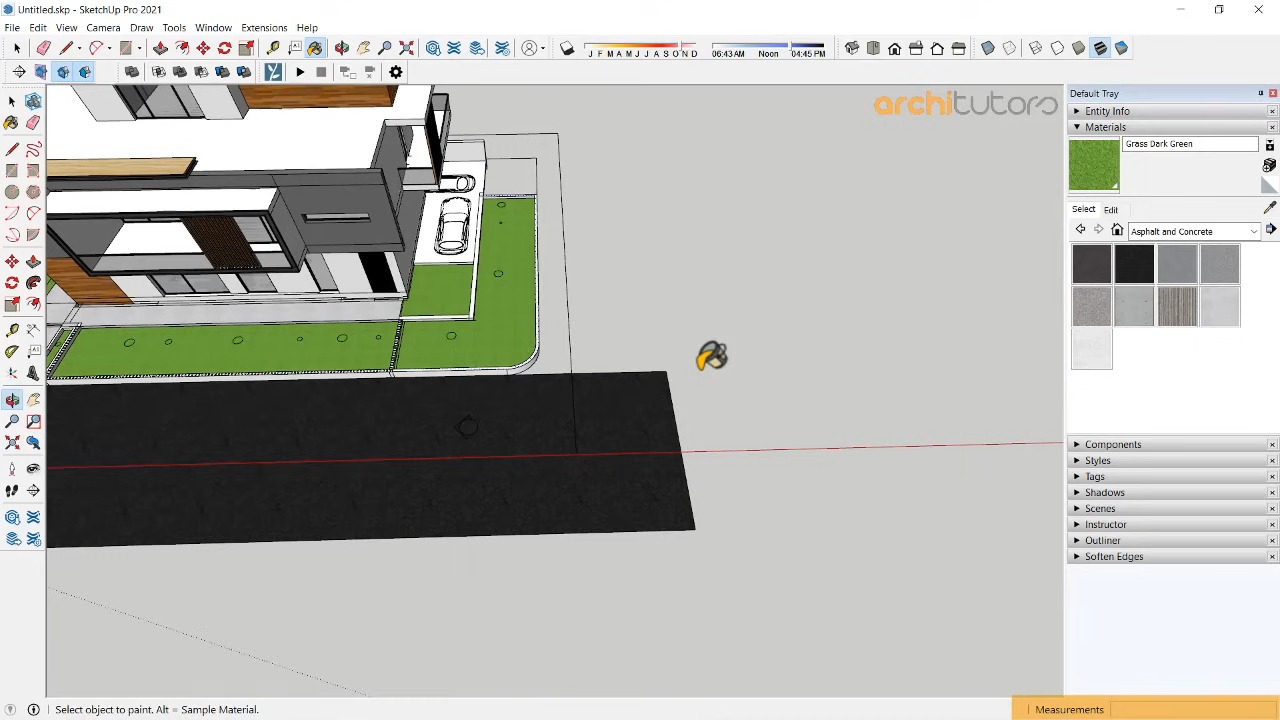 Untitled.skp - SketchUp Pro 2021
File Edit View Camera Draw Tools Window Extensions Help
J F M A M J J A S O N D
06:43 AM Noon 04:45 PM
architutors
Default Tray
Entity Info
Materials
Grass Dark Green
Select Edit
Asphalt and Concrete
Components
Styles
Tags
Shadows
Scenes
Instructor
Outliner
Soften Edges
Select object to paint. Alt = Sample Material.
Measurements